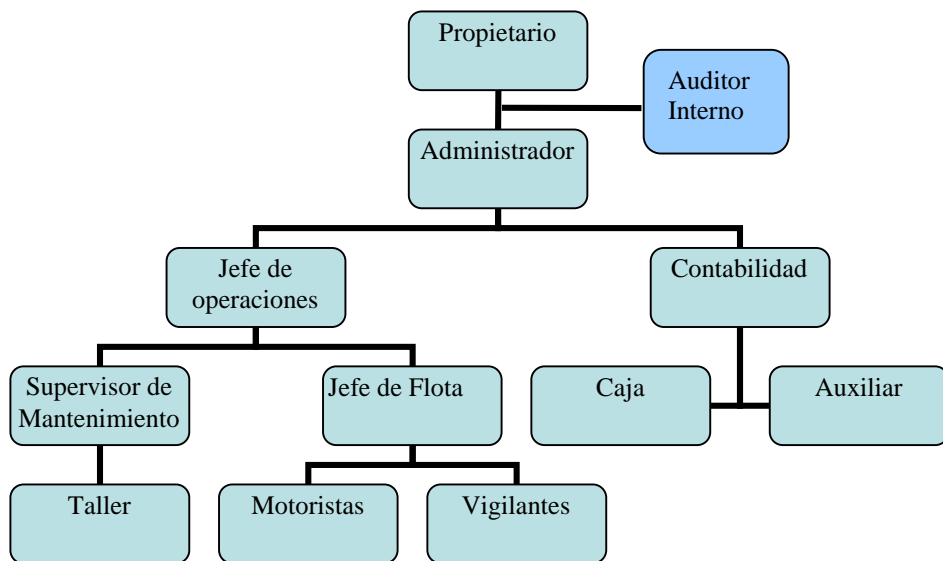 Propietario
Auditor
Interno
Administrador
Jefe de
operaciones
Contabilidad
Supervisor de
Mantenimiento
Jefe de Flota
Caja
Auxiliar
Taller
Motoristas
Vigilantes